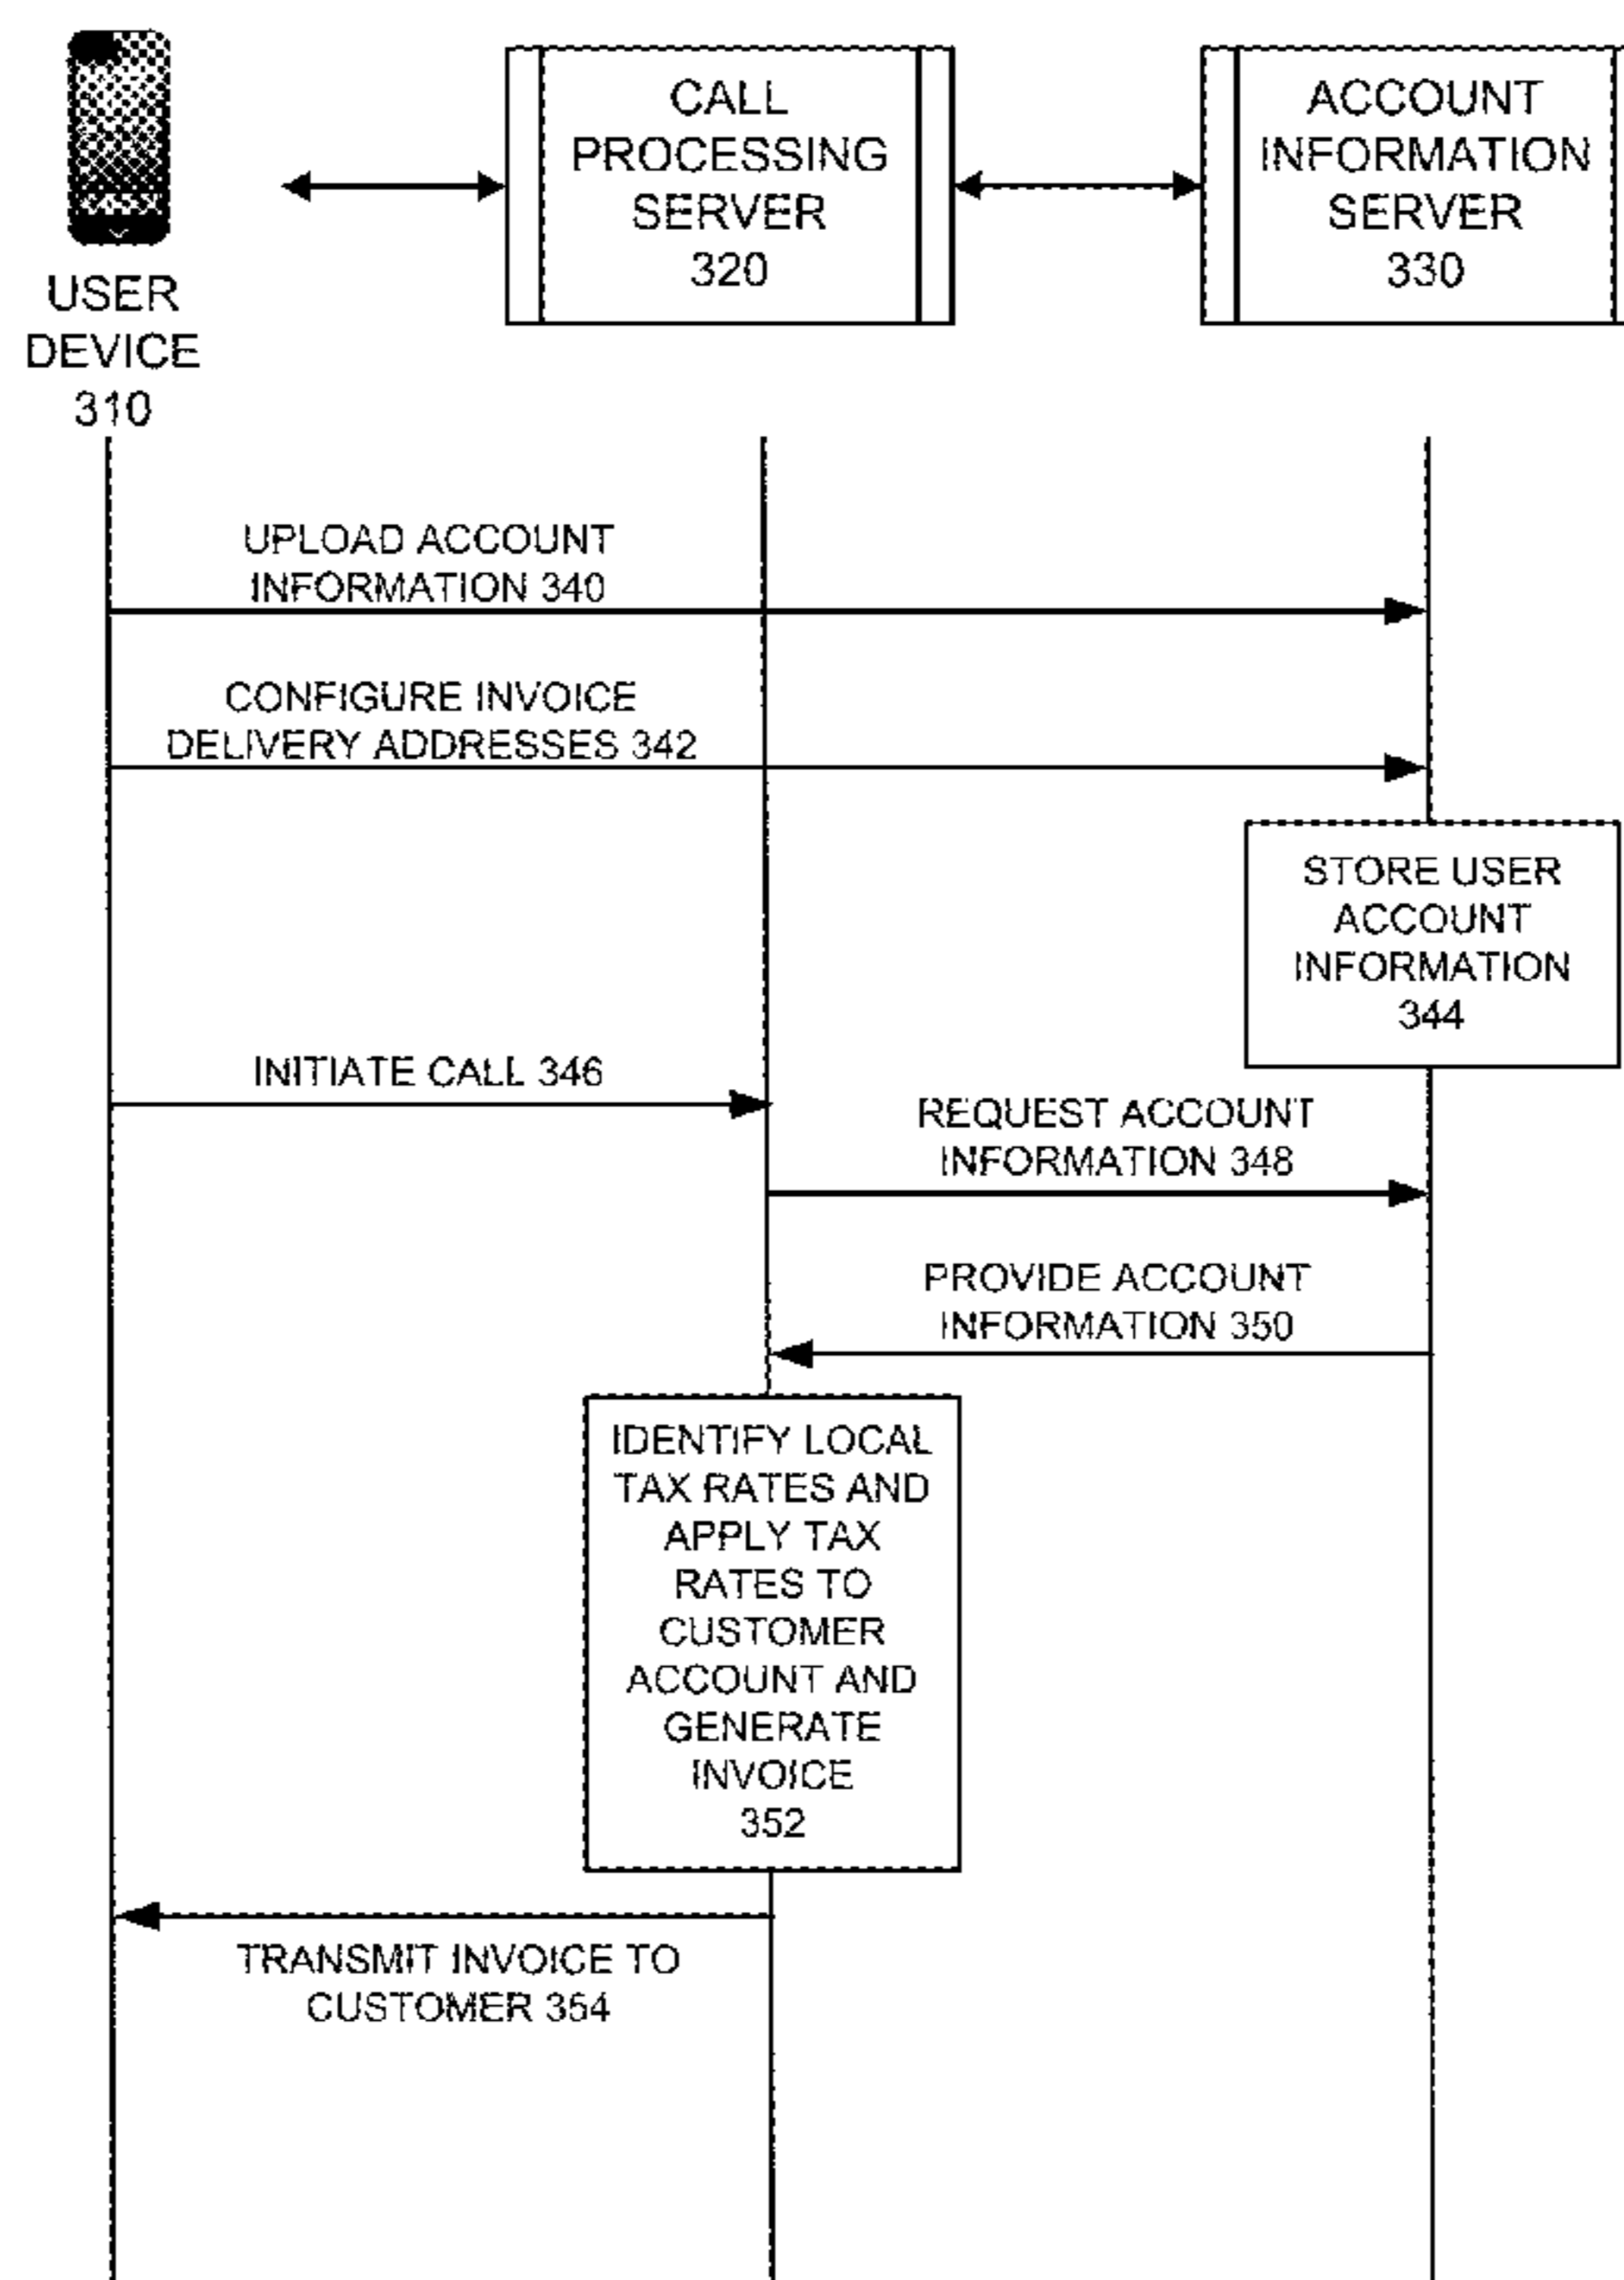 USER
DEVICE
310
CALL
PROCESSING
SERVER
320
ACCOUNT
INFORMATION
SERVER
330
UPLOAD ACCOUNT
INFORMATION 340
CONFIGURE INVOICE
DELIVERY ADDRESSES 342
STORE USER
ACCOUNT
INFORMATION
344
INITIATE CALL 346
REQUEST ACCOUNT
INFORMATION 348
PROVIDE ACCOUNT
INFORMATION 350
IDENTIFY LOCAL
TAX RATES AND
APPLY TAX
RATES TO
CUSTOMER
ACCOUNT AND
GENERATE
INVOICE
352
TRANSMIT INVOICE TO
CUSTOMER 354